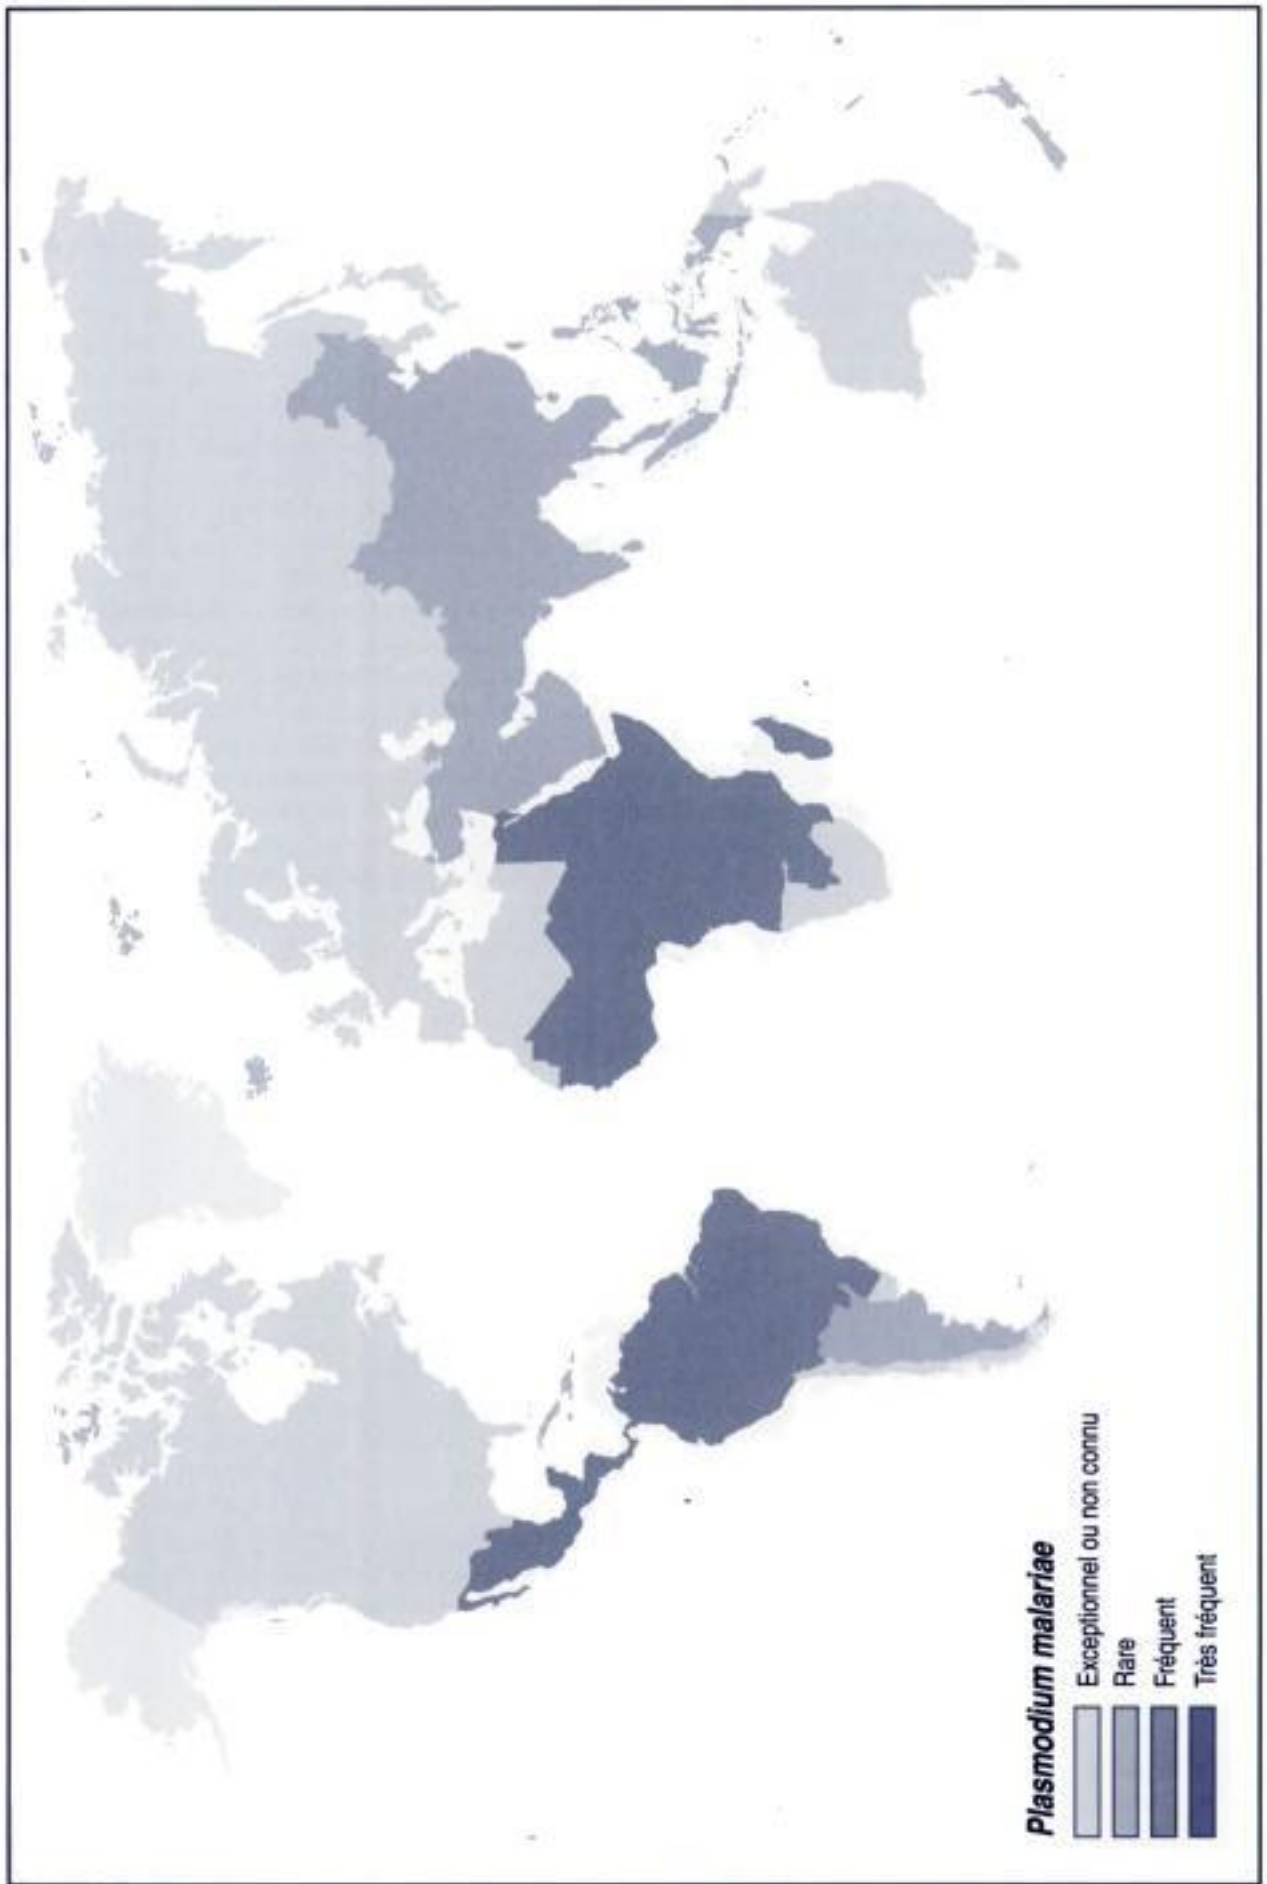 Plasmodium malariae
Exceptionnel ou non connu
Rare
Fréquent
Très fréquent